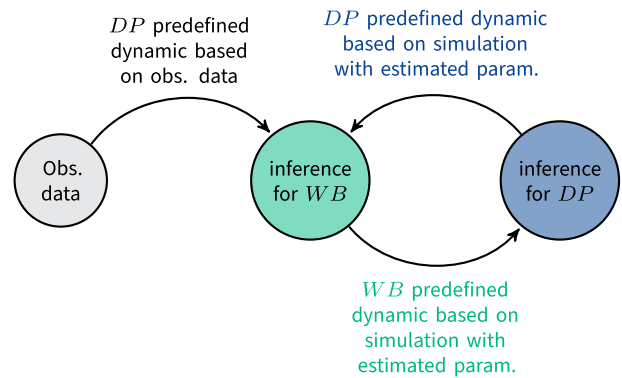 DP predefined
dynamic based
on obs. data
DP predefined dynamic
based on simulation
with estimated param.
Obs.
data
inference
for WB
inference
for DP
WB predefined
dynamic based on
simulation with
estimated param.